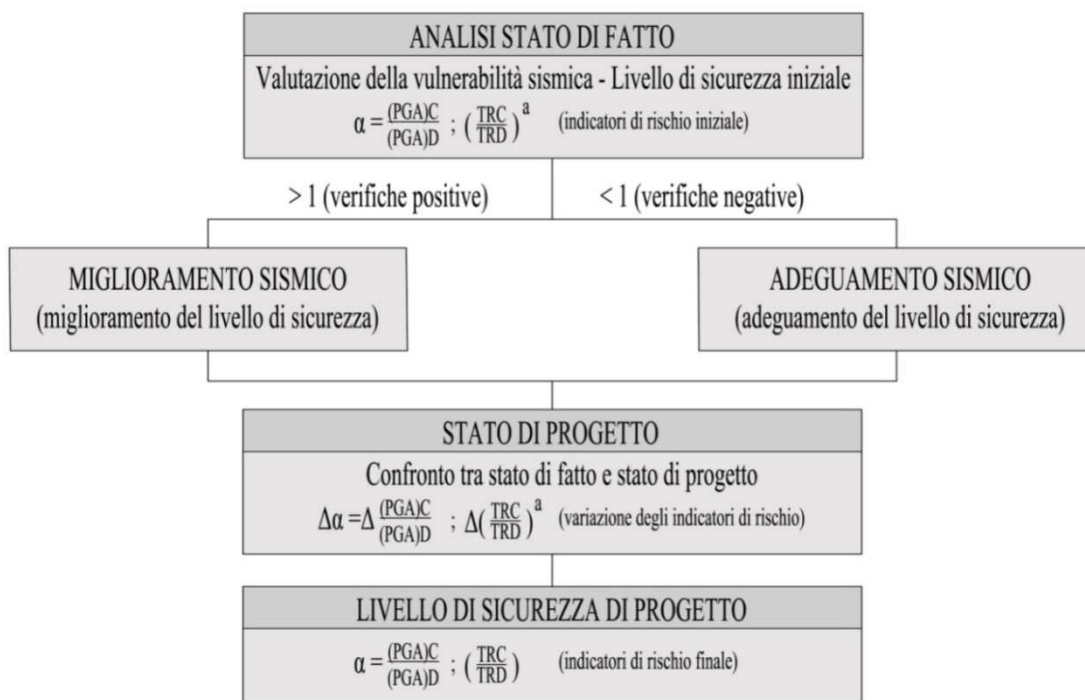 ANALISI STATO DI FATTO
Valutazione della vulnerabilità sismica - Livello di sicurezza iniziale
α = (PGA)C/(PGA)D ; (TRC/TRD)^a (indicatori di rischio iniziale)
> 1 (verifiche positive) < 1 (verifiche negative)
MIGLIORAMENTO SISMICO
(miglioramento del livello di sicurezza)
ADEGUAMENTO SISMICO
(adeguamento del livello di sicurezza)
STATO DI PROGETTO
Confronto tra stato di fatto e stato di progetto
Δα =Δ (PGA)C/(PGA)D ; Δ(TRC/TRD)^a (variazione degli indicatori di rischio)
LIVELLO DI SICUREZZA DI PROGETTO
α = (PGA)C/(PGA)D ; (TRC/TRD) (indicatori di rischio finale)